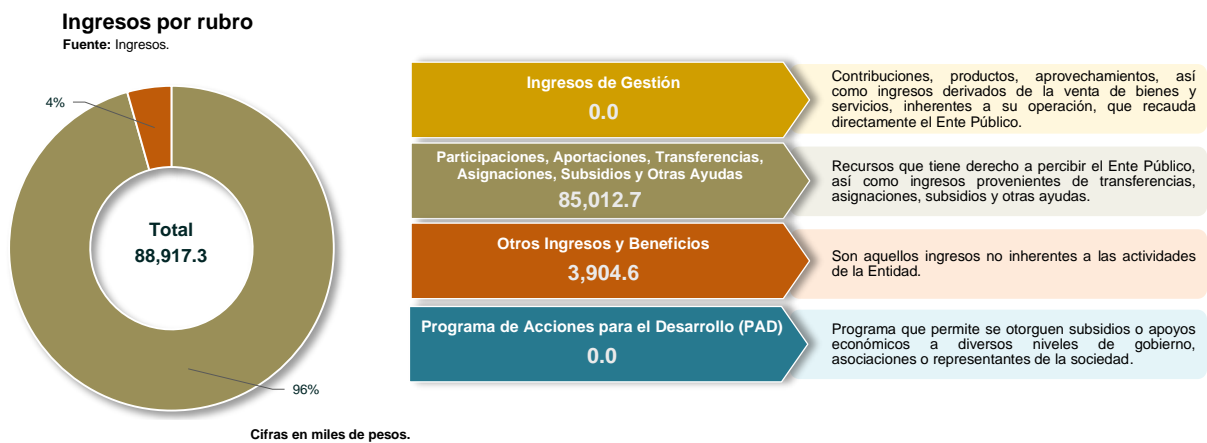 Ingresos por rubro
Fuente: Ingresos.
4%
Total
88,917.3
96%
Cifras en miles de pesos.
Ingresos de Gestión
0.0
Contribuciones, productos, aprovechamientos, así
como ingresos derivados de la venta de bienes y
servicios, inherentes a su operación, que recauda
directamente el Ente Público.
Participaciones, Aportaciones, Transferencias,
Asignaciones, Subsidios y Otras Ayudas
85,012.7
Recursos que tiene derecho a percibir el Ente Público,
así como ingresos provenientes de transferencias,
asignaciones, subsidios y otras ayudas.
Otros Ingresos y Beneficios
3,904.6
Son aquellos ingresos no inherentes a las actividades
de la Entidad.
Programa de Acciones para el Desarrollo (PAD)
0.0
Programa que permite se otorguen subsidios o apoyos
económicos a diversos niveles de gobierno,
asociaciones o representantes de la sociedad.